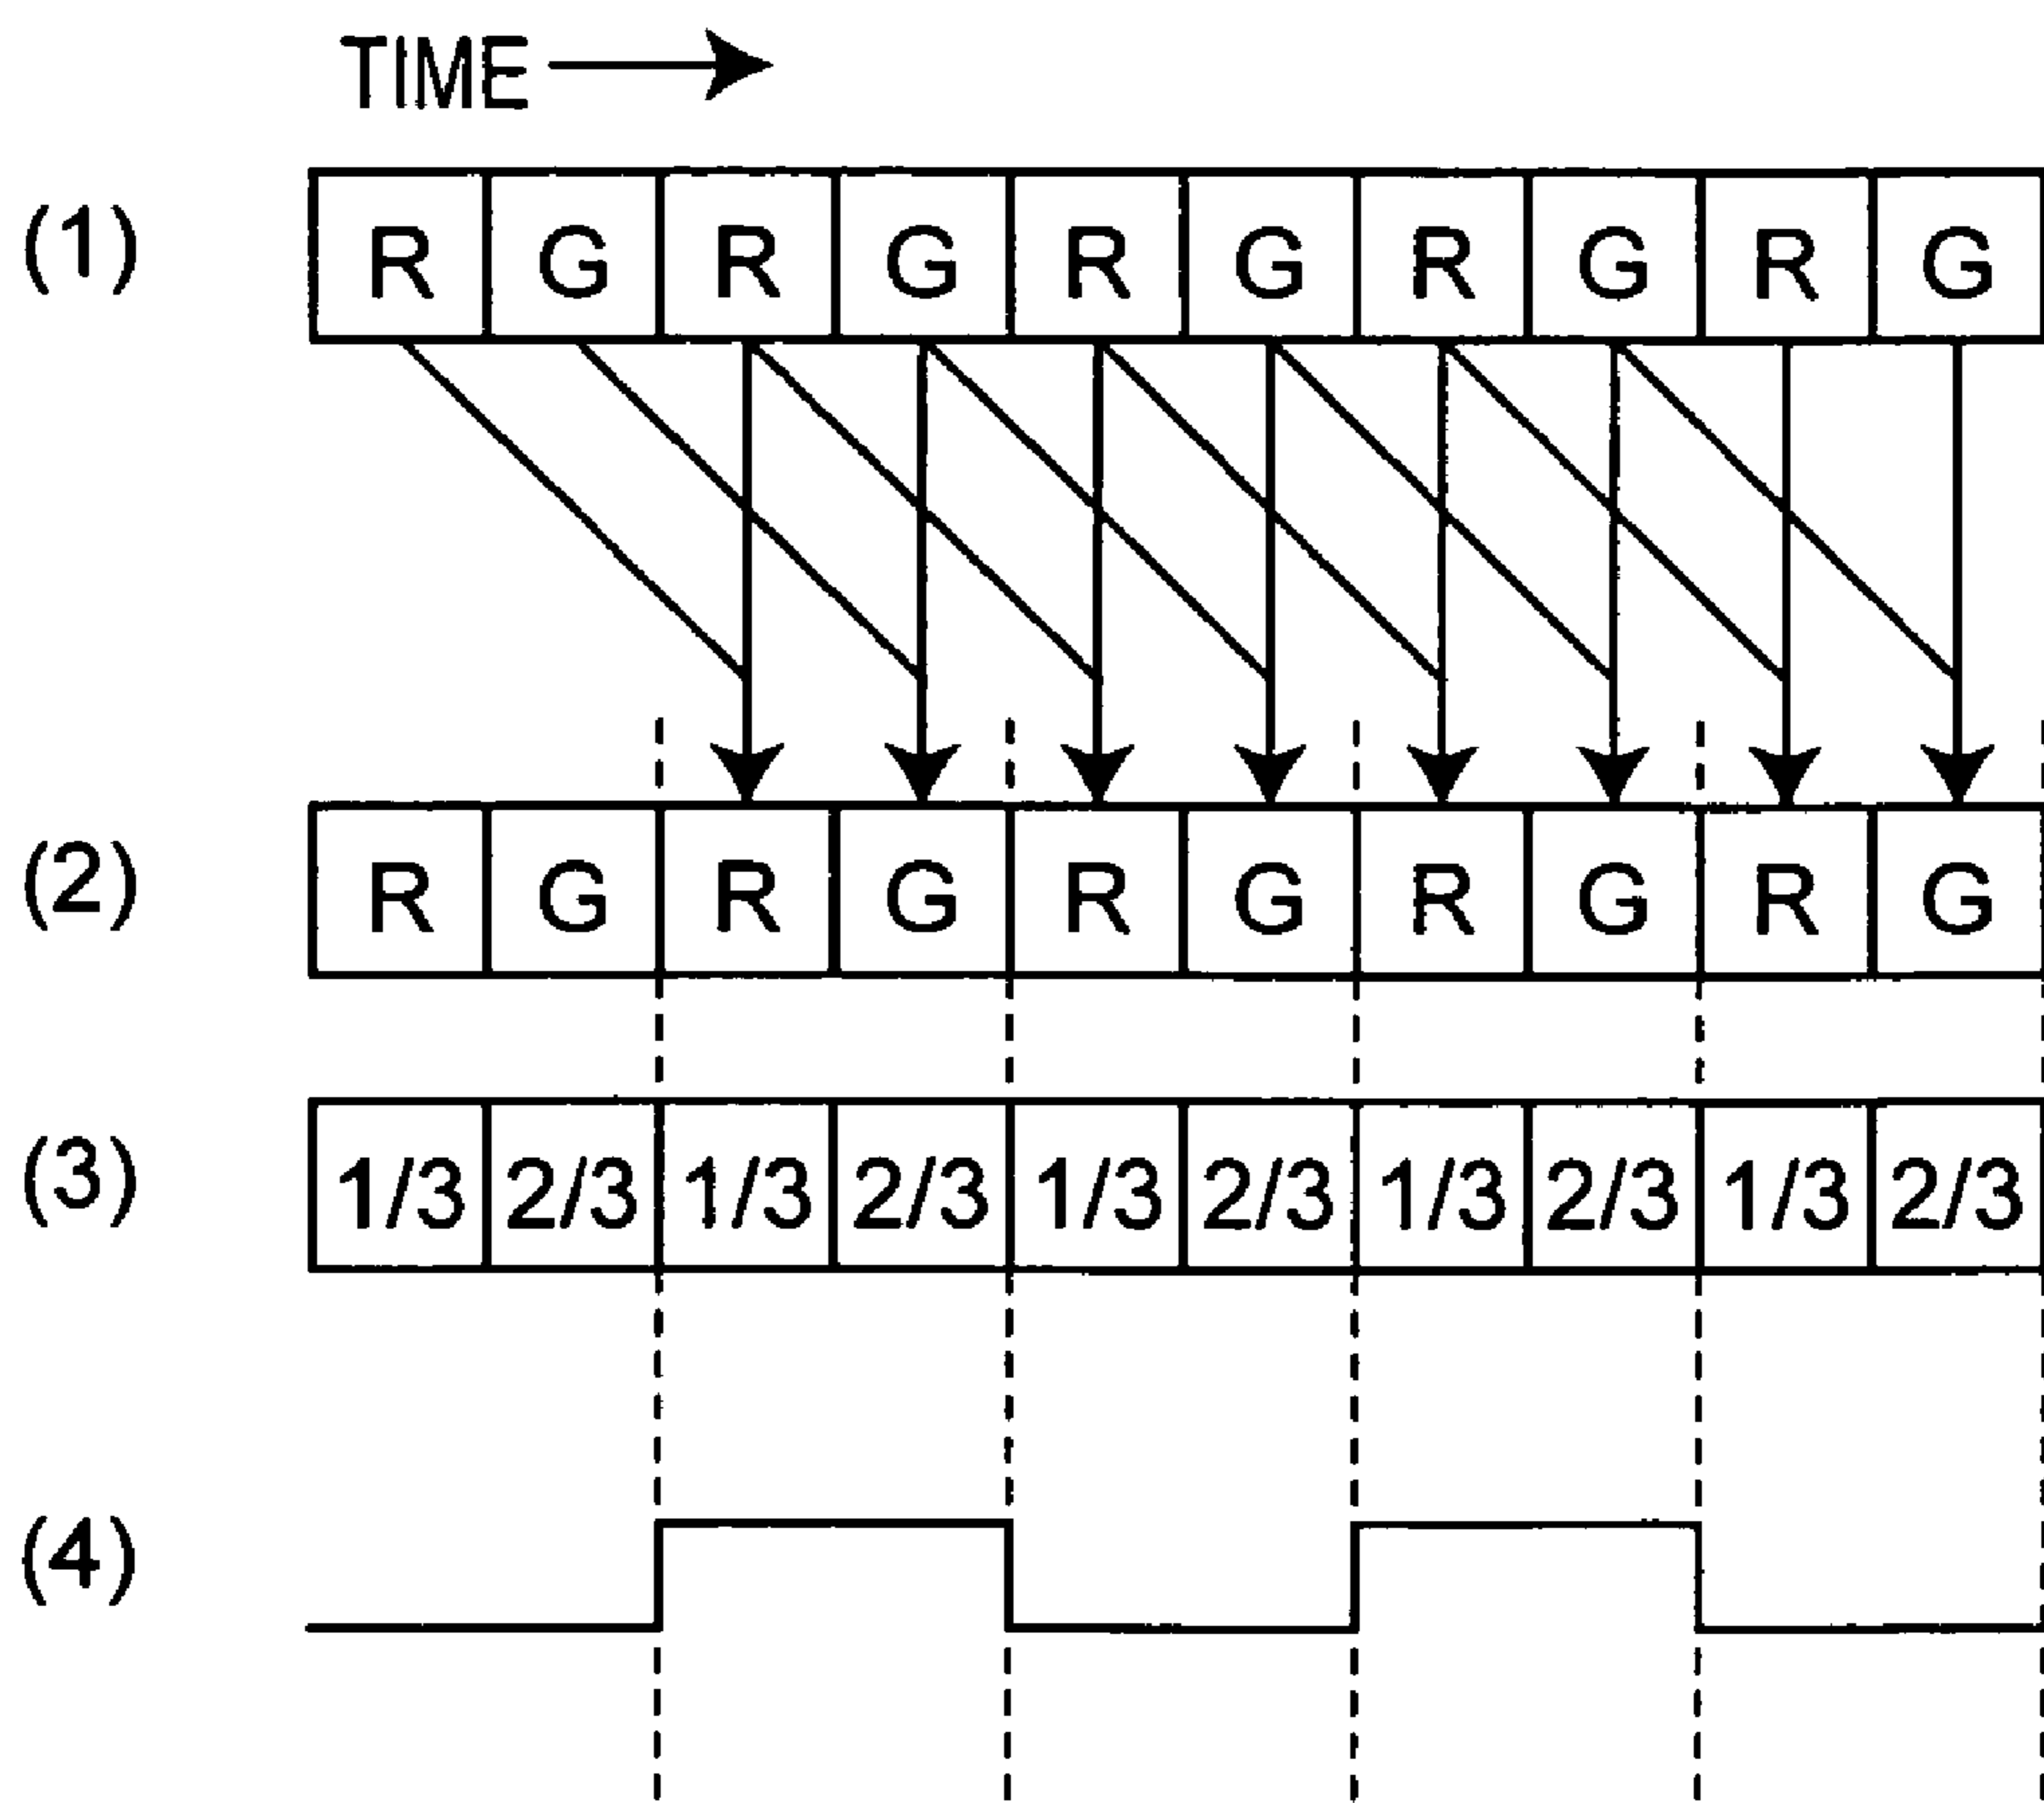 TIME
(1) R G R G R G R G R G
(2) R G R G R G R G R G
(3) 1/3 2/3 1/3 2/3 1/3 2/3 1/3 2/3 1/3 2/3
(4)